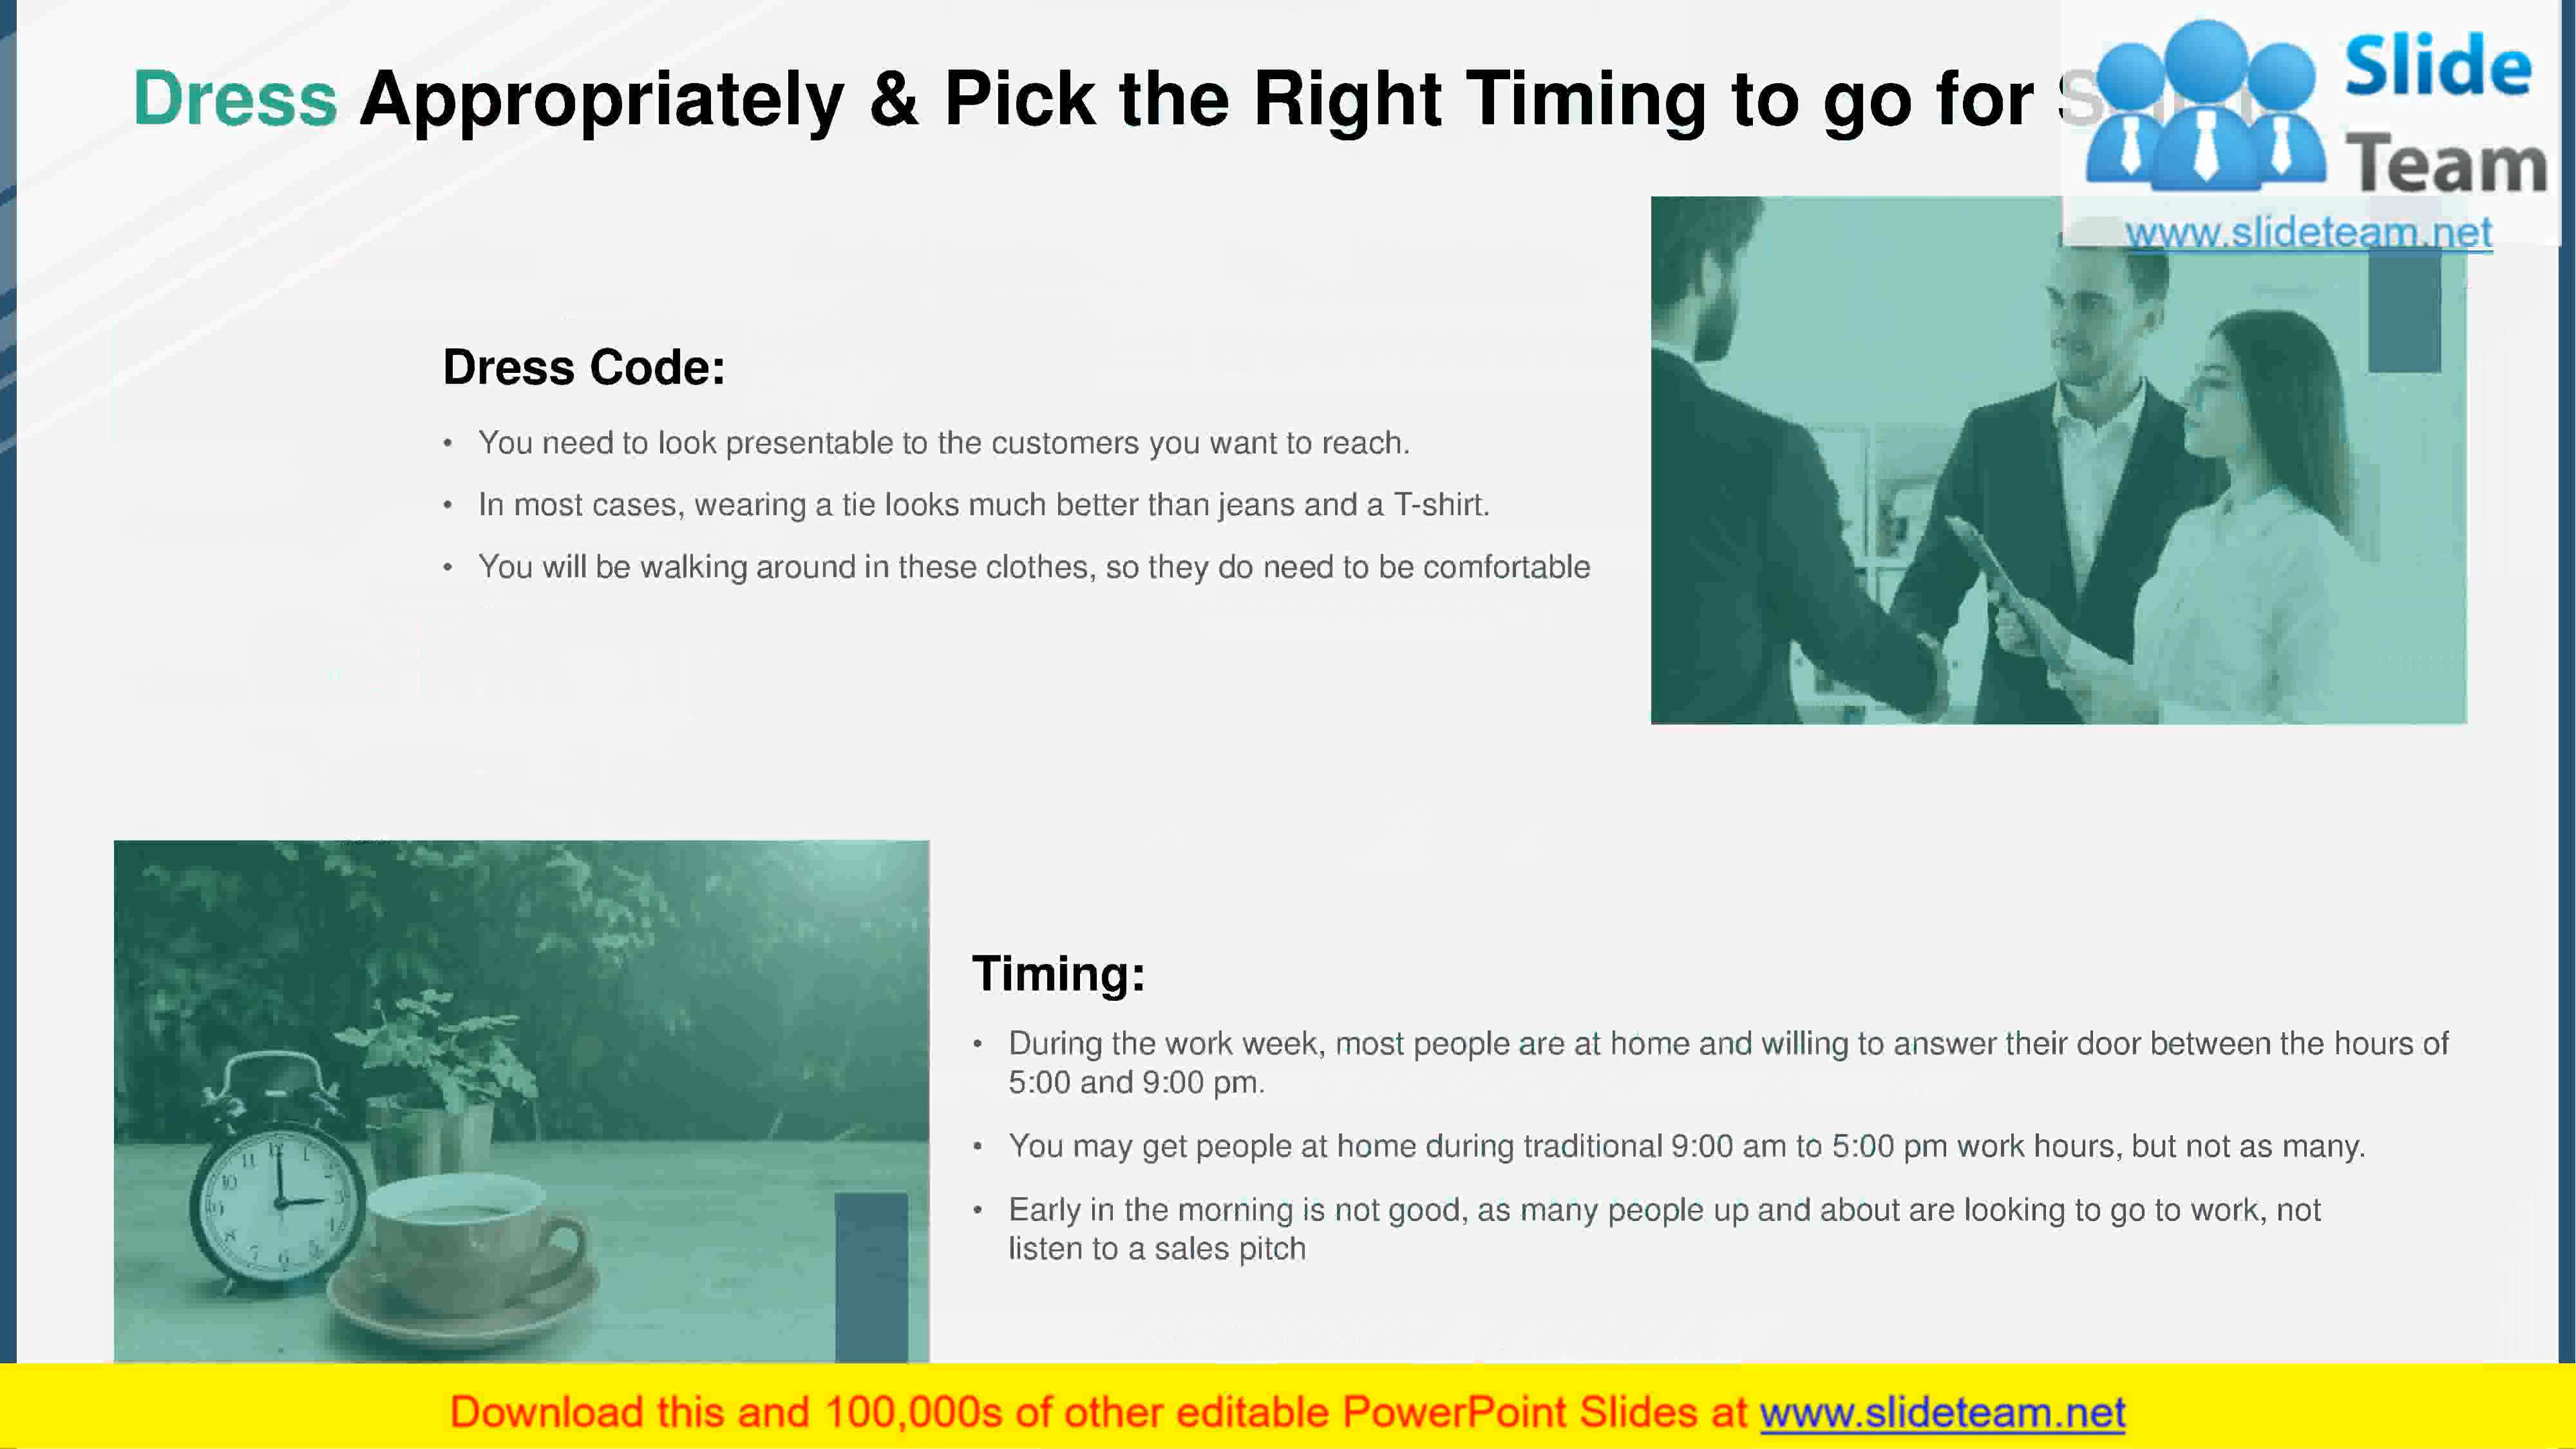 Dress Appropriately & Pick the Right Timing to go for
Slide
Team
www.slideteam.net
Dress Code:
• You need to look presentable to the customers you want to reach.
• In most cases, wearing a tie looks much better than jeans and a T-shirt.
• You will be walking around in these clothes, so they do need to be comfortable
Timing:
• During the work week, most people are at home and willing to answer their door between the hours of
5:00 and 9:00 pm.
• You may get people at home during traditional 9:00 am to 5:00 pm work hours, but not as many.
• Early in the morning is not good, as many people up and about are looking to go to work, not
listen to a sales pitch
Download this and 100,000s of other editable PowerPoint Slides at www.slideteam.net